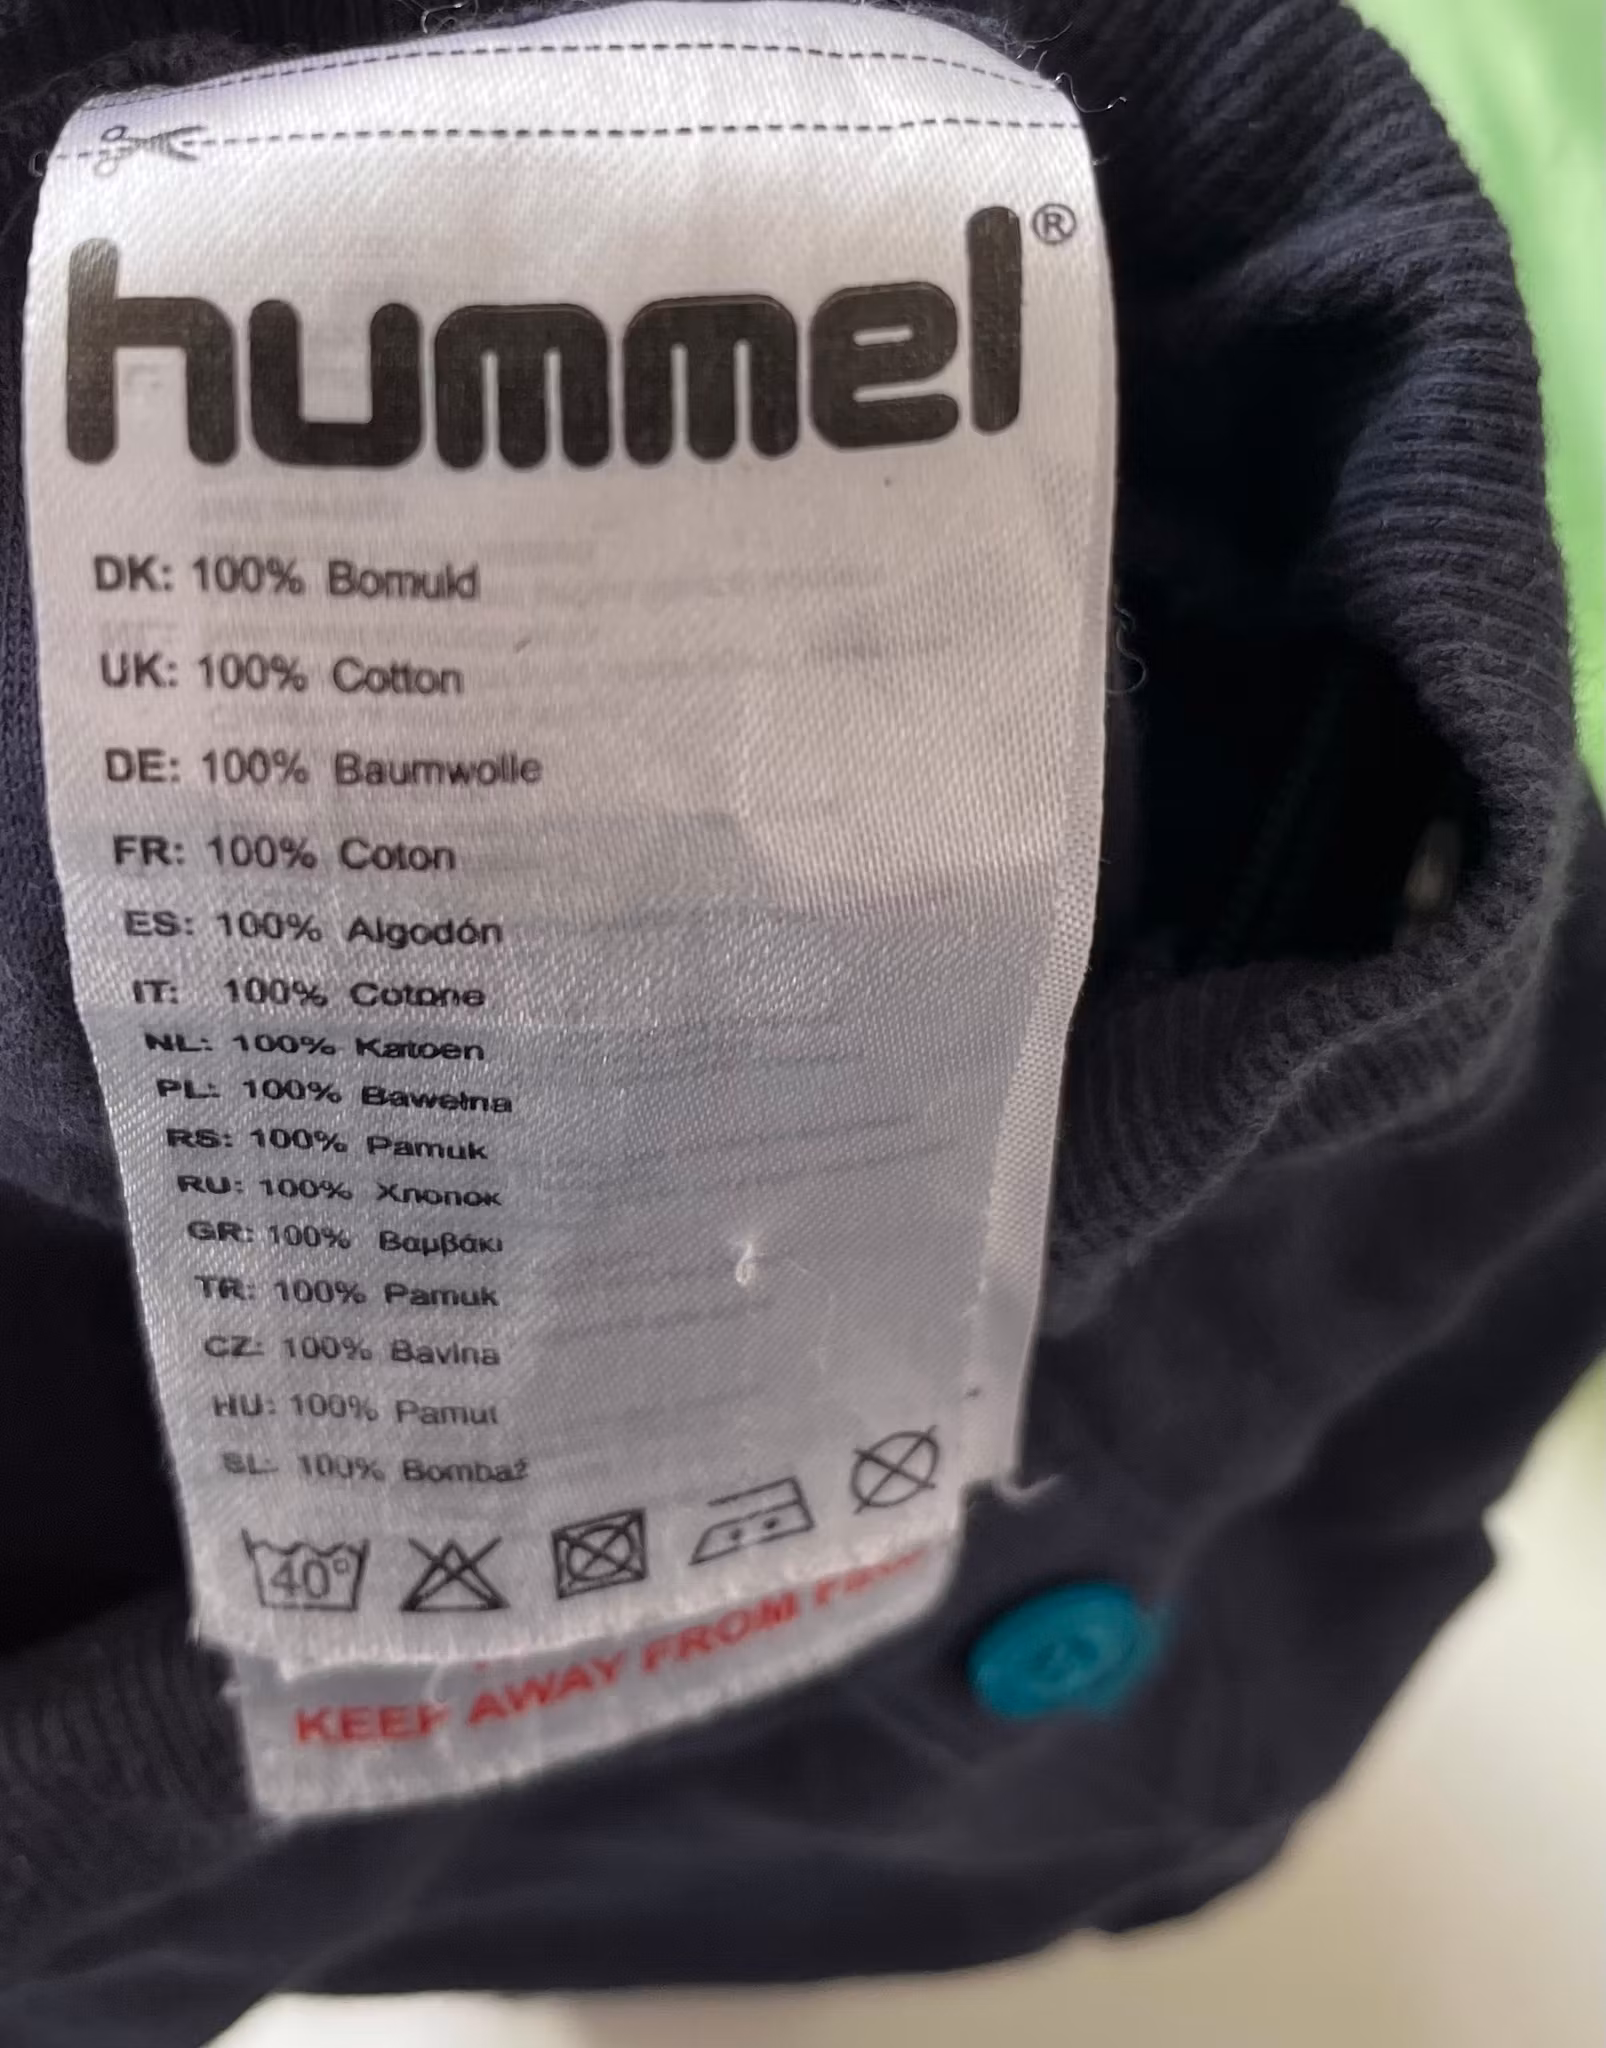 hummel®
DK: 100% Bomuld
UK: 100% Cotton
DE: 100% Baumwolle
FR: 100% Coton
ES: 100% Algodón
IT: 100% Cotone
NL: 100% Katoen
PL: 100% Bawełna
RS: 100% Pamuk
RU: 100% Хлопок
GR: 100% Βαμβάκι
TR: 100% Pamuk
CZ: 100% Bavlna
HU: 100% Pamut
SL: 100% Bombaž
40°
KEEP AWAY FROM